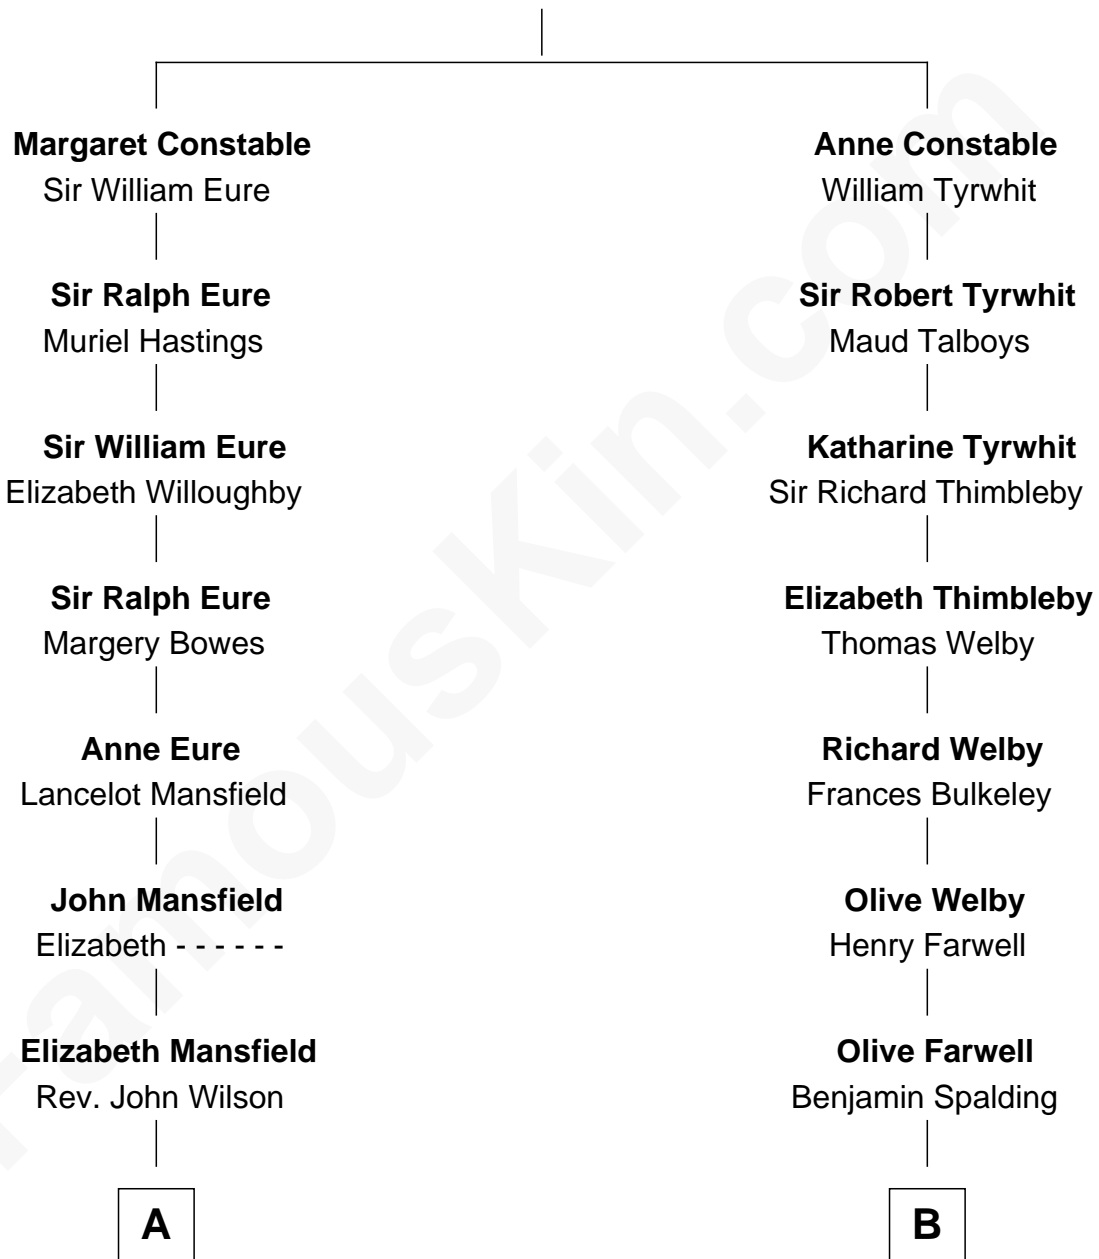 Margaret Constable
Sir William Eure
Sir Ralph Eure
Muriel Hastings
Sir William Eure
Elizabeth Willoughby
Sir Ralph Eure
Margery Bowes
Anne Eure
Lancelot Mansfield
John Mansfield
Elizabeth - - - - - -
Elizabeth Mansfield
Rev. John Wilson
A
Anne Constable
William Tyrwhit
Sir Robert Tyrwhit
Maud Talboys
Katharine Tyrwhit
Sir Richard Thimbleby
Elizabeth Thimbleby
Thomas Welby
Richard Welby
Frances Bulkeley
Olive Welby
Henry Farwell
Olive Farwell
Benjamin Spalding
B
FamousKin.com